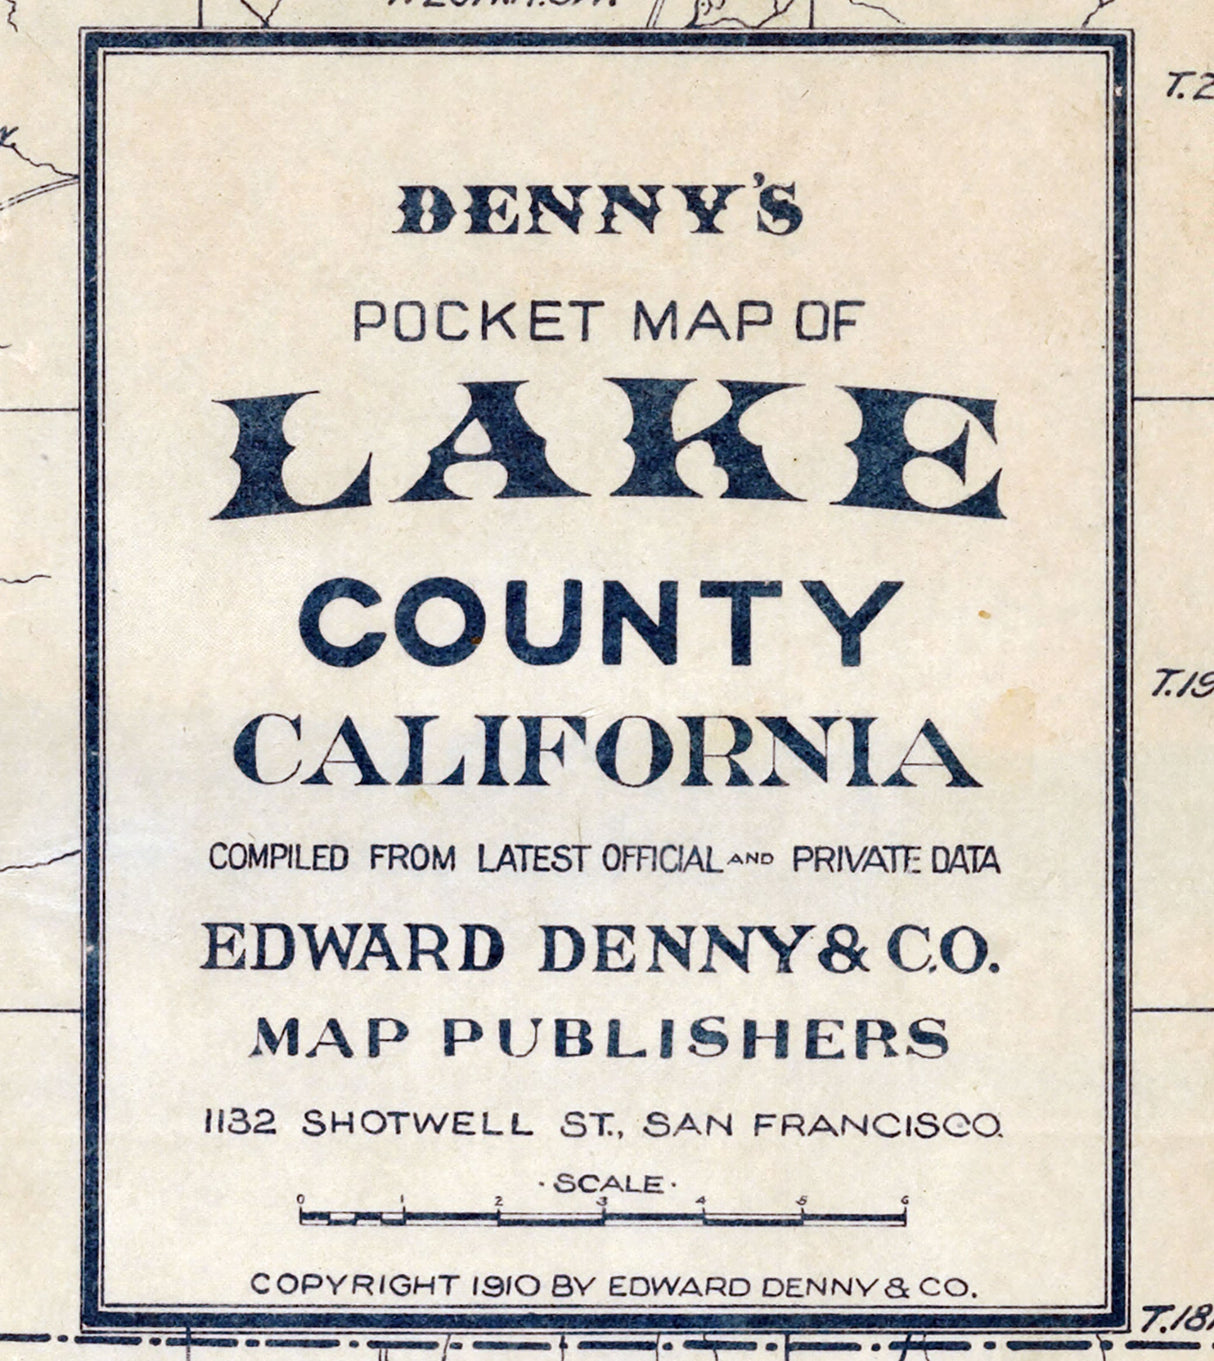 DENNY'S
POCKET MAP OF
LAKE
COUNTY
CALIFORNIA
COMPILED FROM LATEST OFFICIAL AND PRIVATE DATA
EDWARD DENNY & CO.
MAP PUBLISHERS
1132 SHOTWELL ST., SAN FRANCISCO.
· SCALE ·
0 1 2 3 4 5 6
COPYRIGHT 1910 BY EDWARD DENNY & CO.